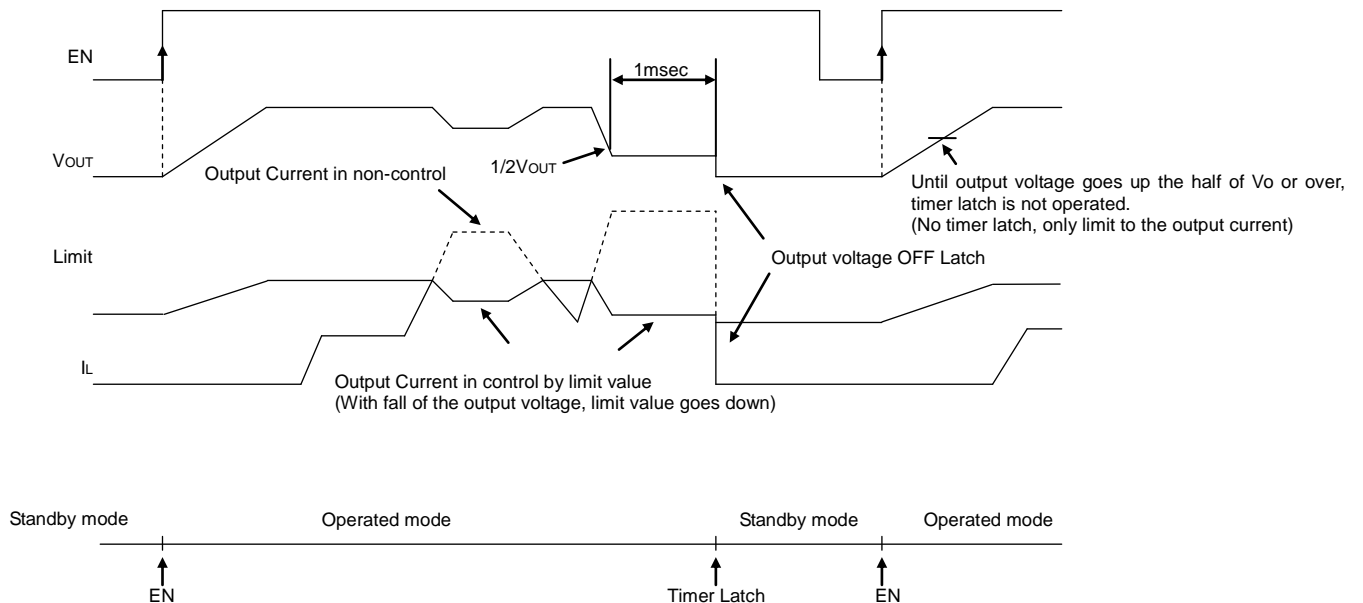 EN
1msec
VOUT
1/2VOUT
Output Current in non-control
Until output voltage goes up the half of Vo or over,
timer latch is not operated.
(No timer latch, only limit to the output current)
Limit
Output voltage OFF Latch
IL
Output Current in control by limit value
(With fall of the output voltage, limit value goes down)
Standby mode
Operated mode
Standby mode
Operated mode
EN
Timer Latch
EN